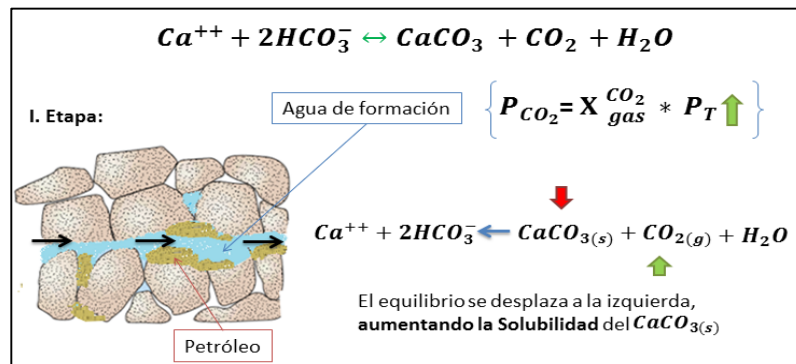 Ca⁺⁺ + 2HCO₃⁻ ↔ CaCO₃ + CO₂ + H₂O
I. Etapa:
Agua de formación
{P_CO₂ = X CO₂ gas * P_T ⬆}
Ca⁺⁺ + 2HCO₃⁻ ← CaCO₃₍s₎ + CO₂₍g₎ + H₂O
El equilibrio se desplaza a la izquierda,
aumentando la Solubilidad del CaCO₃₍s₎
Petróleo